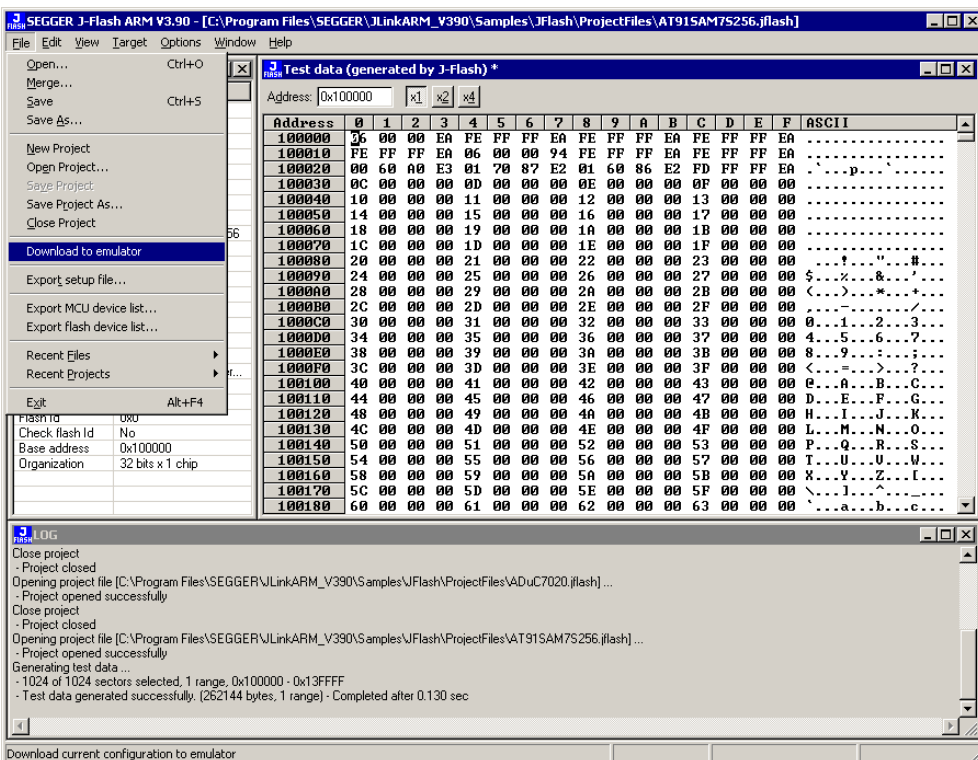 SEGGER J-Flash ARM V3.90 - [C:\Program Files\SEGGER\JLinkARM_V390\Samples\JFlash\ProjectFiles\AT91SAM7S256.jflash]
File Edit View Target Options Window Help
Open... Ctrl+O
Merge...
Save Ctrl+S
Save As...
New Project
Open Project...
Save Project
Save Project As...
Close Project
Download to emulator
Export setup file...
Export MCU device list...
Export flash device list...
Recent Files
Recent Projects
Exit Alt+F4
56
Flash Id 0x0
Check flash Id No
Base address 0x100000
Organization 32 bits x 1 chip
Test data (generated by J-Flash) *
Address: 0x100000 x1 x2 x4
Address 0 1 2 3 4 5 6 7 8 9 A B C D E F ASCII
100000 06 00 00 EA FE FF FF EA FE FF FF EA FE FF FF EA ................
100010 FE FF FF EA 06 00 00 94 FE FF FF EA FE FF FF EA ................
100020 00 60 A0 E3 01 70 87 E2 01 60 86 E2 FD FF FF EA .`...p...`......
100030 0C 00 00 00 0D 00 00 00 0E 00 00 00 0F 00 00 00 ................
100040 10 00 00 00 11 00 00 00 12 00 00 00 13 00 00 00 ................
100050 14 00 00 00 15 00 00 00 16 00 00 00 17 00 00 00 ................
100060 18 00 00 00 19 00 00 00 1A 00 00 00 1B 00 00 00 ................
100070 1C 00 00 00 1D 00 00 00 1E 00 00 00 1F 00 00 00 ................
100080 20 00 00 00 21 00 00 00 22 00 00 00 23 00 00 00 ...!..."...#...
100090 24 00 00 00 25 00 00 00 26 00 00 00 27 00 00 00 $...%...&...'...
1000A0 28 00 00 00 29 00 00 00 2A 00 00 00 2B 00 00 00 (...)...*...+...
1000B0 2C 00 00 00 2D 00 00 00 2E 00 00 00 2F 00 00 00 ,...-......./...
1000C0 30 00 00 00 31 00 00 00 32 00 00 00 33 00 00 00 0...1...2...3...
1000D0 34 00 00 00 35 00 00 00 36 00 00 00 37 00 00 00 4...5...6...7...
1000E0 38 00 00 00 39 00 00 00 3A 00 00 00 3B 00 00 00 8...9...:...;...
1000F0 3C 00 00 00 3D 00 00 00 3E 00 00 00 3F 00 00 00 <...=...>...?...
100100 40 00 00 00 41 00 00 00 42 00 00 00 43 00 00 00 @...A...B...C...
100110 44 00 00 00 45 00 00 00 46 00 00 00 47 00 00 00 D...E...F...G...
100120 48 00 00 00 49 00 00 00 4A 00 00 00 4B 00 00 00 H...I...J...K...
100130 4C 00 00 00 4D 00 00 00 4E 00 00 00 4F 00 00 00 L...M...N...O...
100140 50 00 00 00 51 00 00 00 52 00 00 00 53 00 00 00 P...Q...R...S...
100150 54 00 00 00 55 00 00 00 56 00 00 00 57 00 00 00 T...U...V...W...
100160 58 00 00 00 59 00 00 00 5A 00 00 00 5B 00 00 00 X...Y...Z...[...
100170 5C 00 00 00 5D 00 00 00 5E 00 00 00 5F 00 00 00 \...]...^..._...
100180 60 00 00 00 61 00 00 00 62 00 00 00 63 00 00 00 `...a...b...c...
LOG
Close project
- Project closed
Opening project file [C:\Program Files\SEGGER\JLinkARM_V390\Samples\JFlash\ProjectFiles\ADuC7020.jflash] ...
- Project opened successfully
Close project
- Project closed
Opening project file [C:\Program Files\SEGGER\JLinkARM_V390\Samples\JFlash\ProjectFiles\AT91SAM7S256.jflash] ...
- Project opened successfully
Generating test data ...
- 1024 of 1024 sectors selected, 1 range, 0x100000 - 0x13FFFF
- Test data generated successfully. (262144 bytes, 1 range) - Completed after 0.130 sec
Download current configuration to emulator